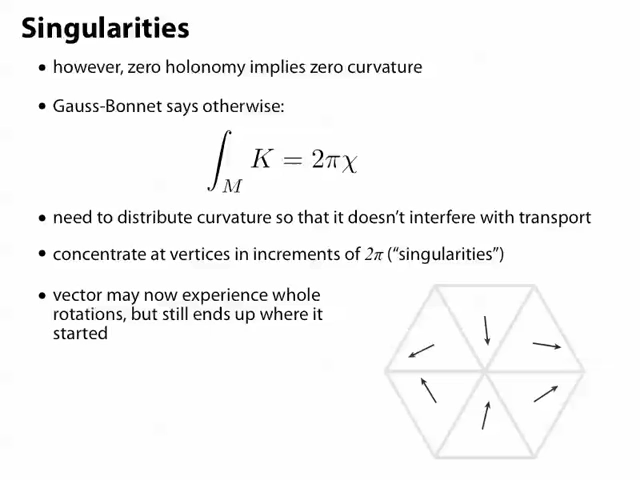 Singularities
• however, zero holonomy implies zero curvature
• Gauss-Bonnet says otherwise:
∫_M K = 2πχ
• need to distribute curvature so that it doesn't interfere with transport
• concentrate at vertices in increments of 2π (“singularities”)
• vector may now experience whole
rotations, but still ends up where it
started